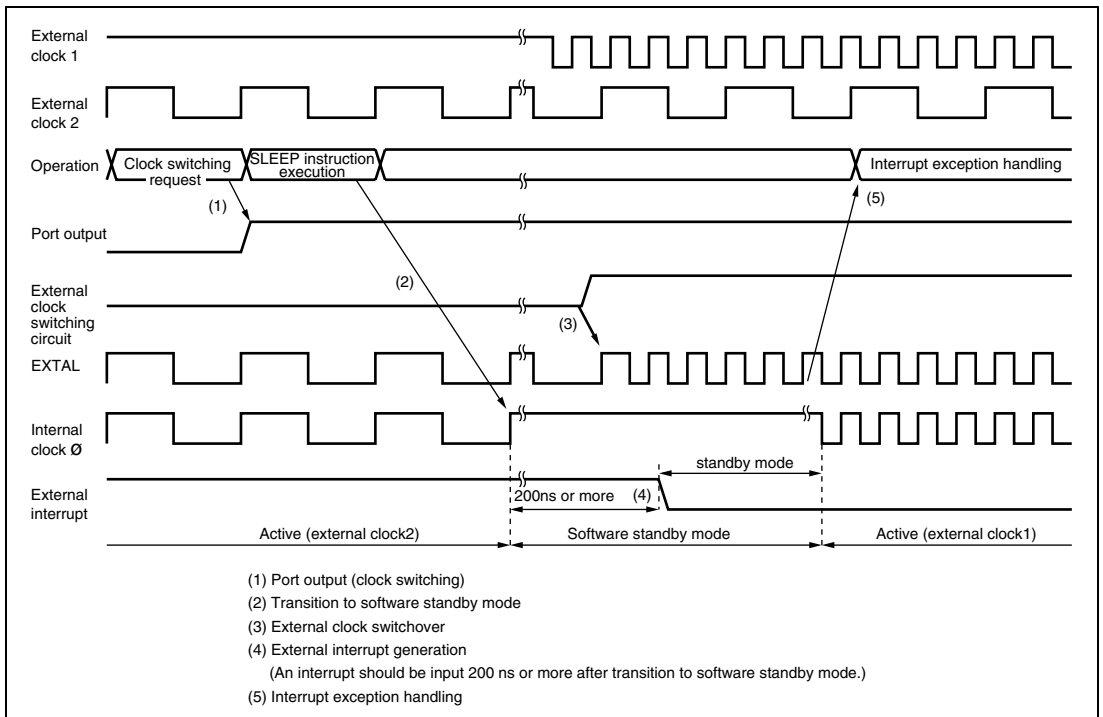 External
clock 1
External
clock 2
Operation
Clock switching
request
SLEEP instruction
execution
Interrupt exception handling
(1)
(5)
Port output
(2)
External
clock
switching
circuit
(3)
EXTAL
Internal
clock Ø
standby mode
External
interrupt
200ns or more
(4)
Active (external clock2)
Software standby mode
Active (external clock1)
(1) Port output (clock switching)
(2) Transition to software standby mode
(3) External clock switchover
(4) External interrupt generation
(An interrupt should be input 200 ns or more after transition to software standby mode.)
(5) Interrupt exception handling